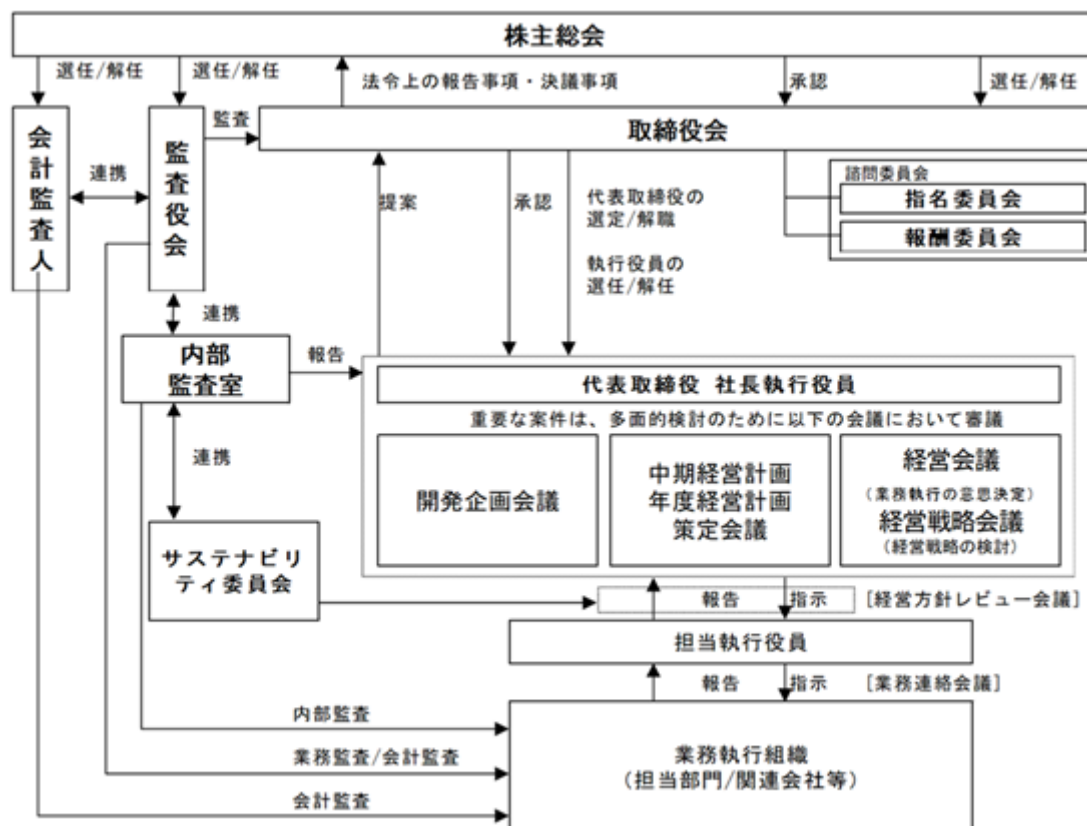 株主総会
選任/解任
選任/解任
法令上の報告事項・決議事項
承認
選任/解任
会計監査人
監査役会
監査
取締役会
連携
提案
承認
代表取締役の
選定/解職
執行役員の
選任/解任
諮問委員会
指名委員会
報酬委員会
連携
内部
監査室
報告
代表取締役 社長執行役員
重要な案件は、多面的検討のために以下の会議において審議
開発企画会議
中期経営計画
年度経営計画
策定会議
経営会議
(業務執行の意思決定)
経営戦略会議
(経営戦略の検討)
連携
サステナビリ
ティ委員会
報告
指示
[経営方針レビュー会議]
担当執行役員
報告
指示
[業務連絡会議]
内部監査
業務監査/会計監査
会計監査
業務執行組織
(担当部門/関連会社等)